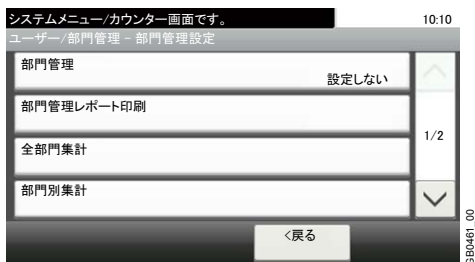 システムメニュー/カウンター画面です。
10:10
ユーザー/部門管理 - 部門管理設定
部門管理
設定しない
部門管理レポート印刷
全部門集計
1/2
部門別集計
<戻る
GB0461_00